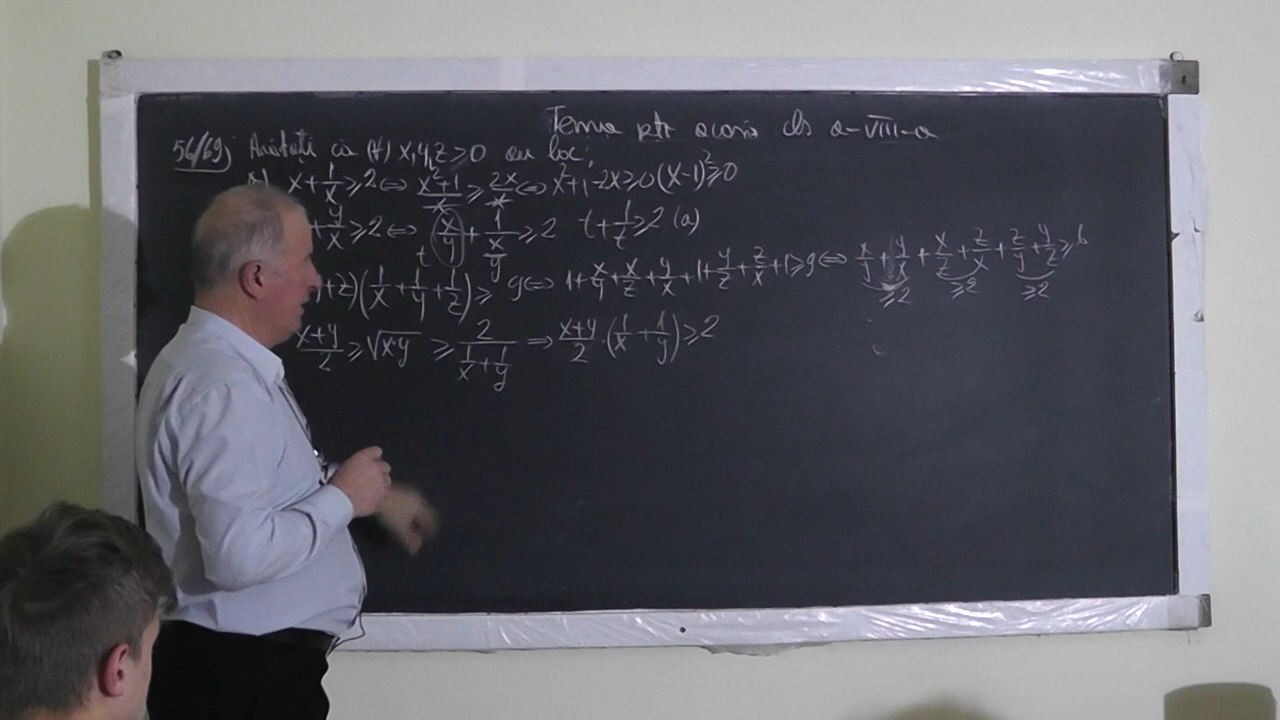 Tema ptr acasă cls a-VIII-a
56/69) Arătați că (∀) x,y,z>0 au loc:
a) x+1/x≥2⇔ (x²+1)/x≥2x/x⇔ x²+1-2x≥0 (x-1)²≥0
+y/x≥2⇔ x/y+1/(x/y)≥2 t+1/t≥2 (a)
t
+z)(1/x+1/y+1/z)≥9⇔1+x/y+x/z+y/x+1+y/z+z/x+1≥9⇔ x/y+y/x+x/z+z/x+z/y+y/z≥6
≥2 ≥2 ≥2
(x+y)/2≥√x·y ≥2/(1/x+1/y)⇒(x+y)/2·(1/x+1/y)≥2